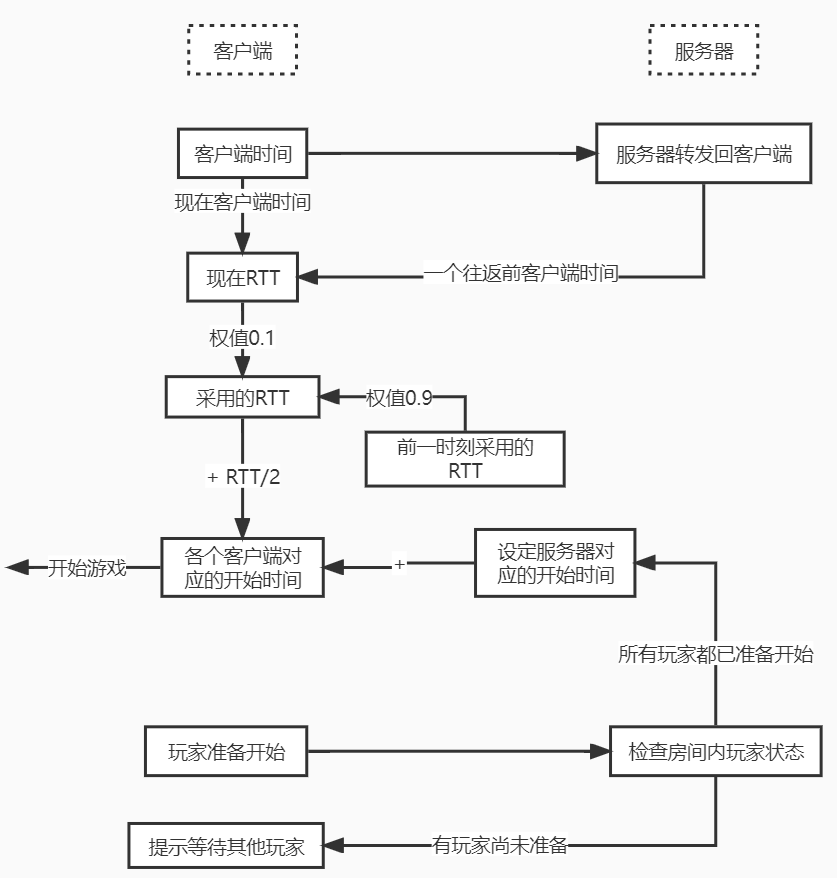 客户端
服务器
客户端时间
服务器转发回客户端
现在客户端时间
现在RTT
一个往返前客户端时间
权值0.1
采用的RTT
权值0.9
前一时刻采用的
RTT
+ RTT/2
开始游戏
各个客户端对
应的开始时间
+
设定服务器对
应的开始时间
所有玩家都已准备开始
玩家准备开始
检查房间内玩家状态
提示等待其他玩家
有玩家尚未准备